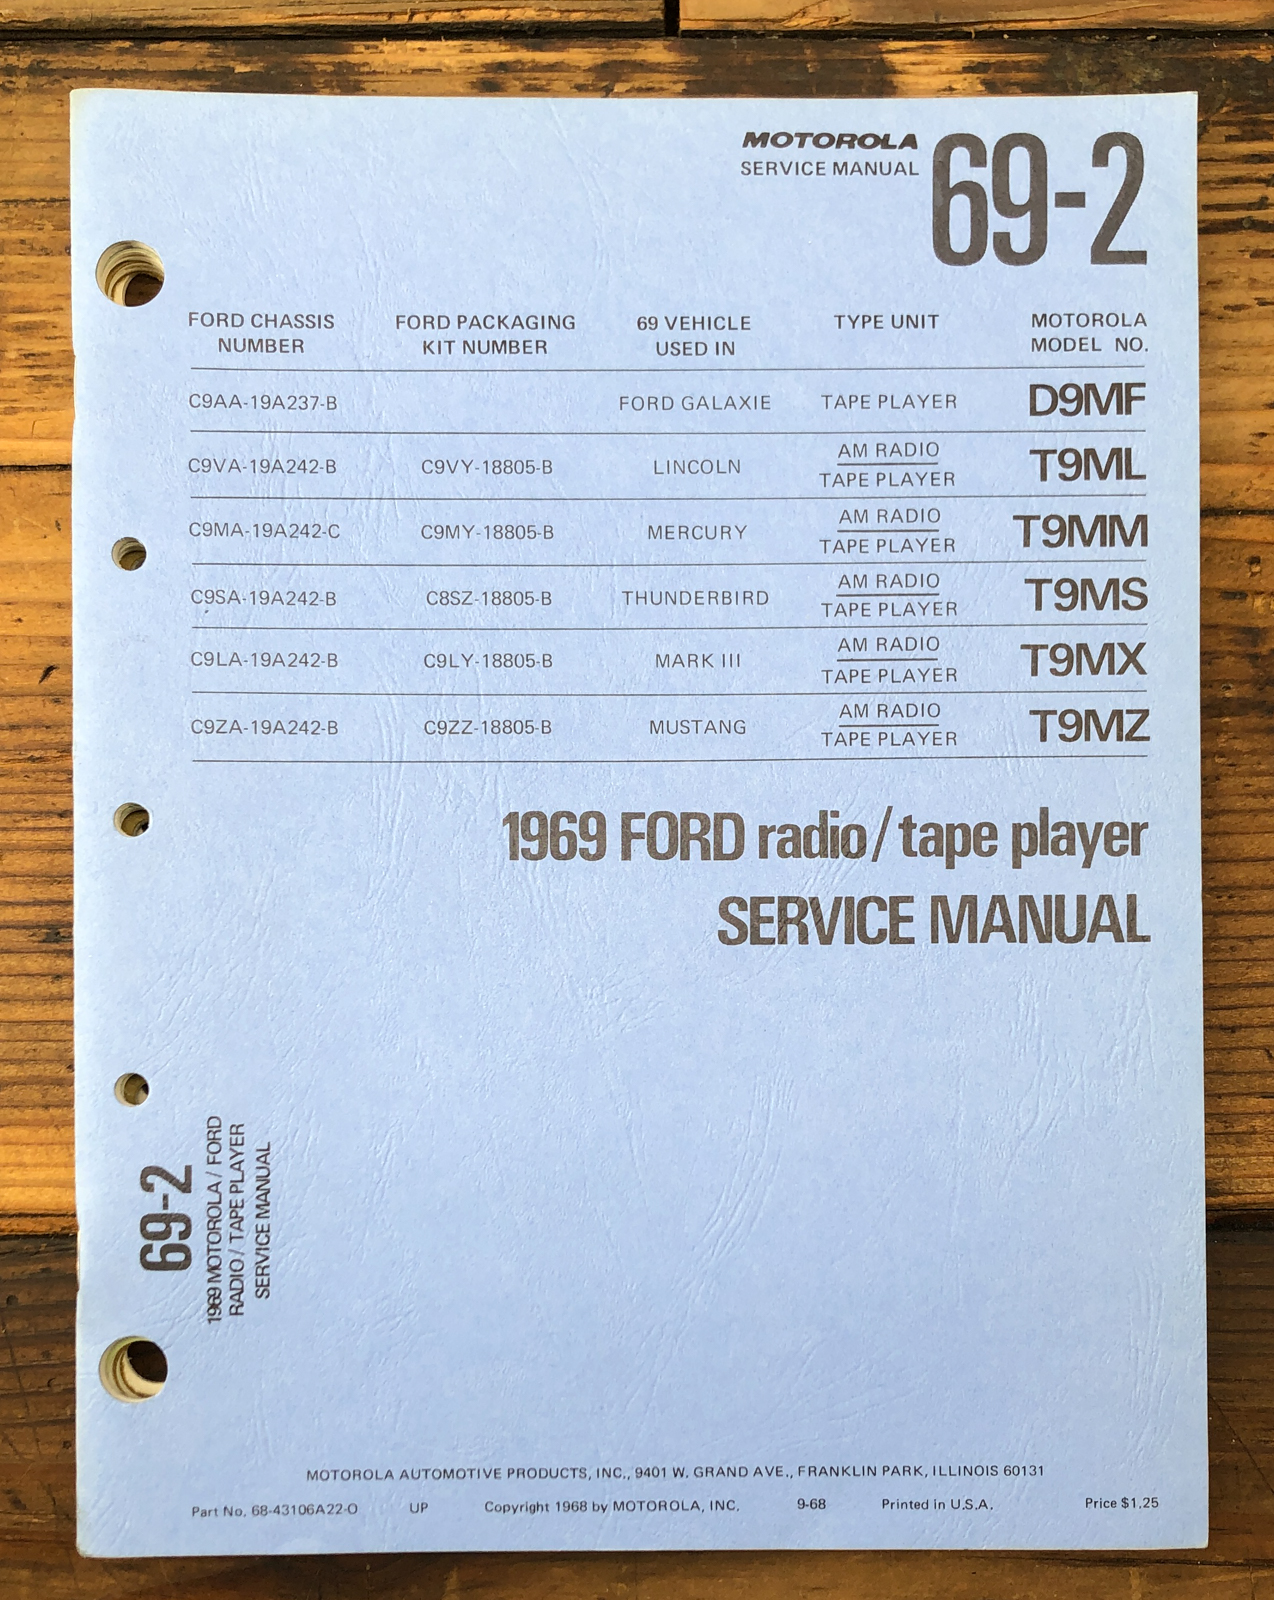 MOTOROLA
SERVICE MANUAL
69-2
FORD CHASSIS NUMBER FORD PACKAGING KIT NUMBER 69 VEHICLE USED IN TYPE UNIT MOTOROLA MODEL NO.
C9AA-19A237-B FORD GALAXIE TAPE PLAYER D9MF
C9VA-19A242-B C9VY-18805-B LINCOLN AM RADIO TAPE PLAYER T9ML
C9MA-19A242-C C9MY-18805-B MERCURY AM RADIO TAPE PLAYER T9MM
C9SA-19A242-B C8SZ-18805-B THUNDERBIRD AM RADIO TAPE PLAYER T9MS
C9LA-19A242-B C9LY-18805-B MARK III AM RADIO TAPE PLAYER T9MX
C9ZA-19A242-B C9ZZ-18805-B MUSTANG AM RADIO TAPE PLAYER T9MZ
1969 FORD radio/tape player
SERVICE MANUAL
69-2
1969 MOTOROLA / FORD
RADIO / TAPE PLAYER
SERVICE MANUAL
MOTOROLA AUTOMOTIVE PRODUCTS, INC., 9401 W. GRAND AVE., FRANKLIN PARK, ILLINOIS 60131
Part No. 68-43106A22-O UP Copyright 1968 by MOTOROLA, INC. 9-68 Printed in U.S.A. Price $1.25